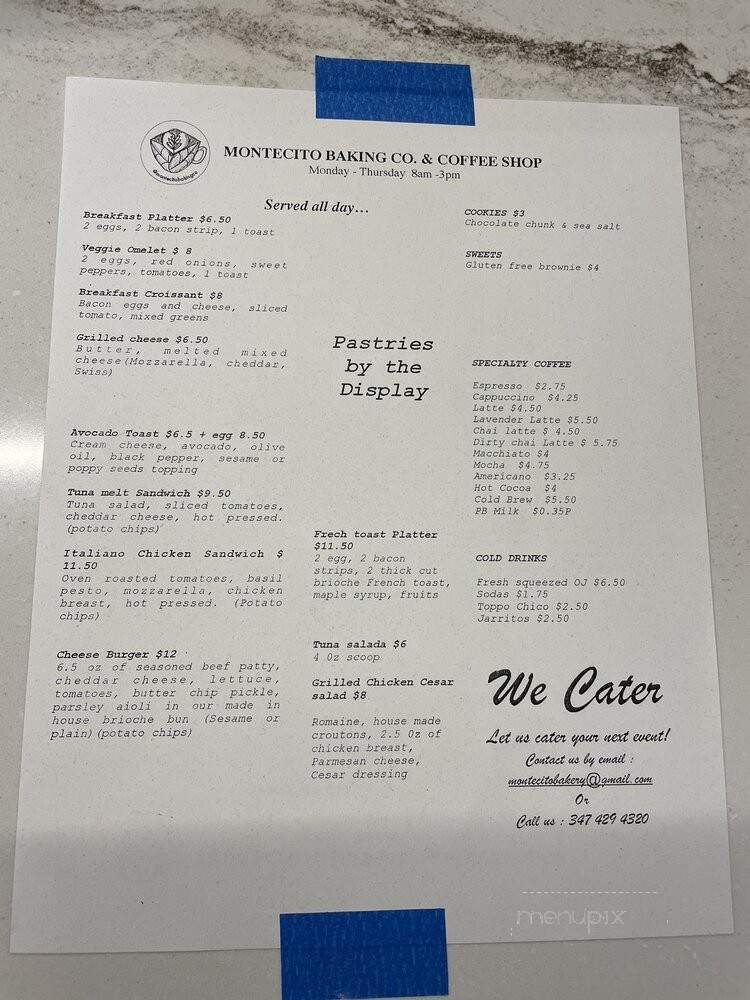 @montecitobakingco
MONTECITO BAKING CO. & COFFEE SHOP
Monday - Thursday 8am -3pm
Served all day...
Breakfast Platter $6.50
2 eggs, 2 bacon strip, 1 toast
Veggie Omelet $ 8
2 eggs, red onions, sweet
peppers, tomatoes, 1 toast
Breakfast Croissant $8
Bacon eggs and cheese, sliced
tomato, mixed greens
Grilled cheese $6.50
Butter, melted mixed
cheese(Mozzarella, cheddar,
Swiss)
Avocado Toast $6.5 + egg 8.50
Cream cheese, avocado, olive
oil, black pepper, sesame or
poppy seeds topping
Tuna melt Sandwich $9.50
Tuna salad, sliced tomatoes,
cheddar cheese, hot pressed.
(potato chips)
Italiano Chicken Sandwich $
11.50
Oven roasted tomatoes, basil
pesto, mozzarella, chicken
breast, hot pressed. (Potato
chips)
Cheese Burger $12
6.5 oz of seasoned beef patty,
cheddar cheese, lettuce,
tomatoes, butter chip pickle,
parsley aioli in our made in
house brioche bun (Sesame or
plain)(potato chips)
Pastries
by the
Display
Frech toast Platter
$11.50
2 egg, 2 bacon
strips, 2 thick cut
brioche French toast,
maple syrup, fruits
Tuna salada $6
4 Oz scoop
Grilled Chicken Cesar
salad $8
Romaine, house made
croutons, 2.5 Oz of
chicken breast,
Parmesan cheese,
Cesar dressing
COOKIES $3
Chocolate chunk & sea salt
SWEETS
Gluten free brownie $4
SPECIALTY COFFEE
Espresso $2.75
Cappuccino $4.25
Latte $4.50
Lavender Latte $5.50
Chai latte $ 4.50
Dirty chai Latte $ 5.75
Macchiato $4
Mocha $4.75
Americano $3.25
Hot Cocoa $4
Cold Brew $5.50
PB Milk $0.35P
COLD DRINKS
Fresh squeezed OJ $6.50
Sodas $1.75
Toppo Chico $2.50
Jarritos $2.50
We Cater
Let us cater your next event!
Contact us by email :
montecitobakery@gmail.com
Or
Call us : 347 429 4320
menupix